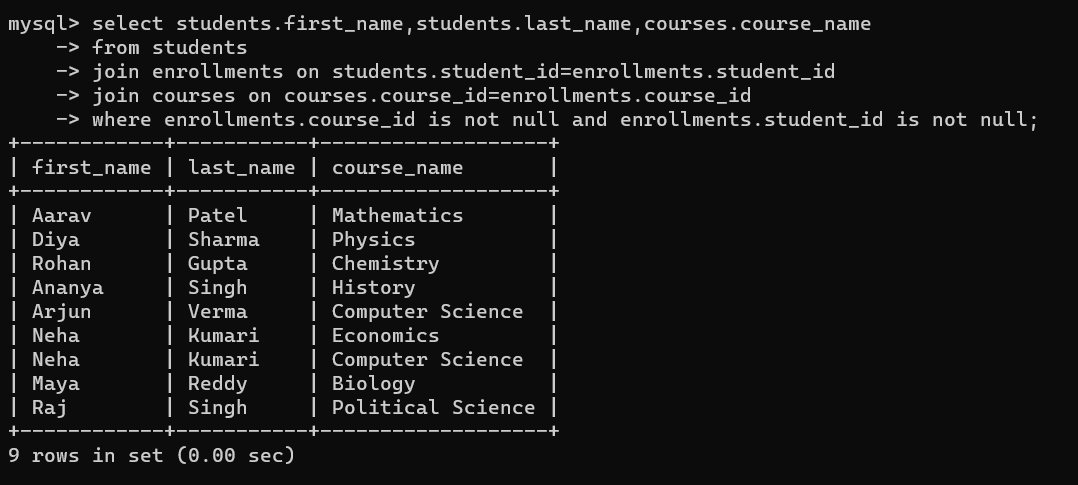 mysql> select students.first_name,students.last_name,courses.course_name
    -> from students
    -> join enrollments on students.student_id=enrollments.student_id
    -> join courses on courses.course_id=enrollments.course_id
    -> where enrollments.course_id is not null and enrollments.student_id is not null;
+------------+-----------+-------------------+
| first_name | last_name | course_name       |
+------------+-----------+-------------------+
| Aarav      | Patel     | Mathematics       |
| Diya       | Sharma    | Physics           |
| Rohan      | Gupta     | Chemistry         |
| Ananya     | Singh     | History           |
| Arjun      | Verma     | Computer Science  |
| Neha       | Kumari    | Economics         |
| Neha       | Kumari    | Computer Science  |
| Maya       | Reddy     | Biology           |
| Raj        | Singh     | Political Science |
+------------+-----------+-------------------+
9 rows in set (0.00 sec)